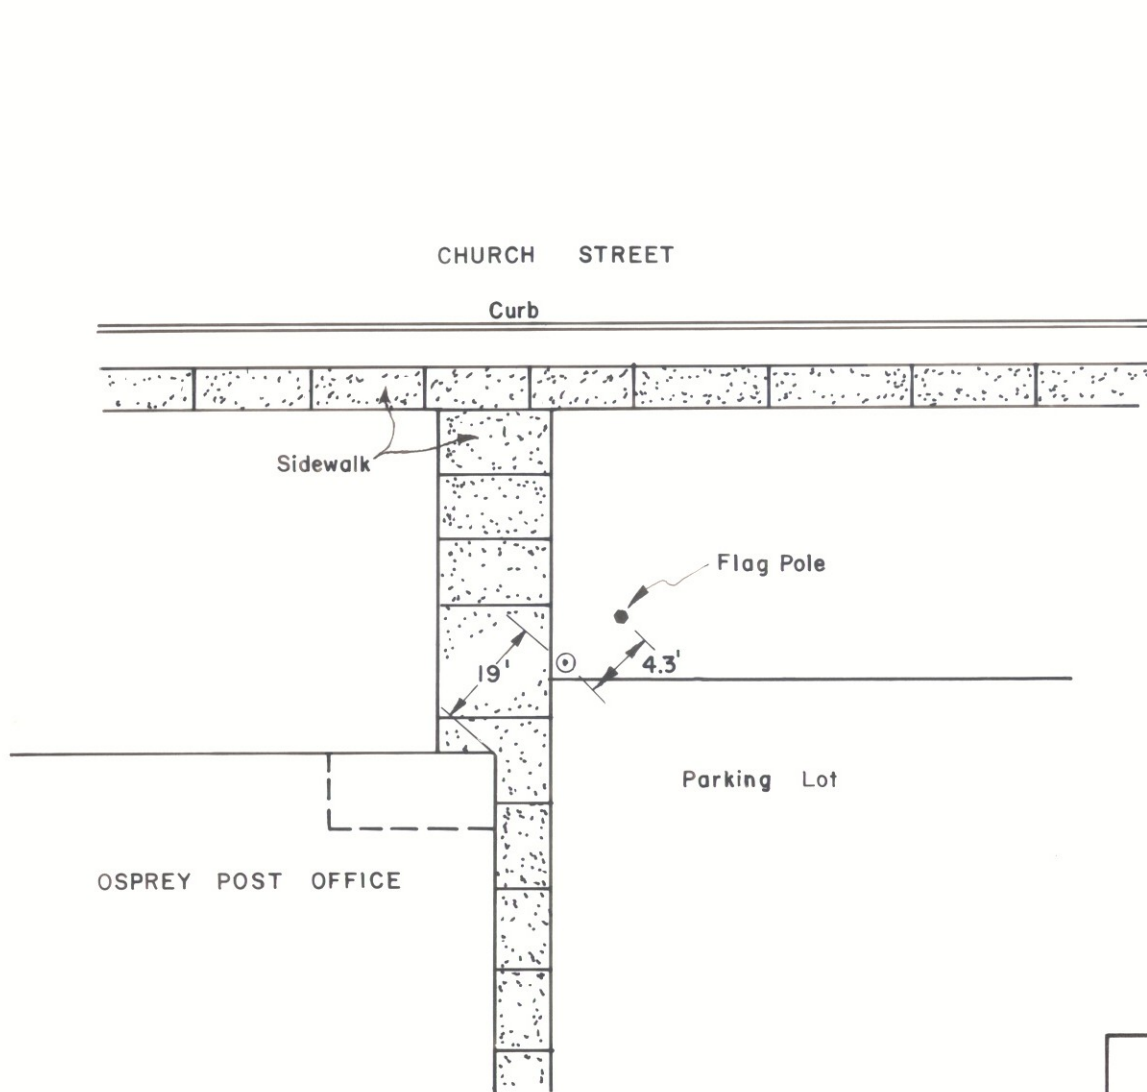 CHURCH STREET
Curb
Sidewalk
Flag Pole
19'
4.3'
Parking Lot
OSPREY POST OFFICE